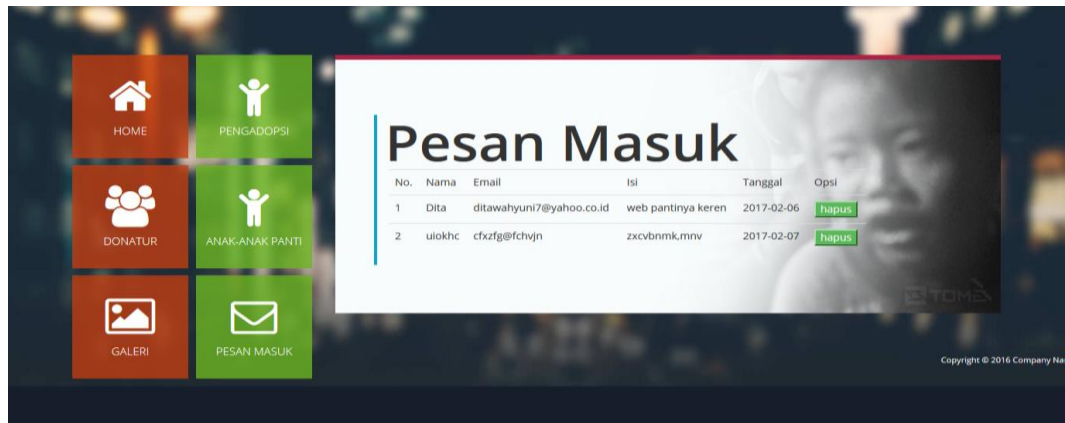 HOME
PENGADOPSI
DONATUR
ANAK-ANAK PANTI
GALERI
PESAN MASUK
Pesan Masuk
No. Nama Email Isi Tanggal Opsi
1 Dita ditawahyuni7@yahoo.co.id web pantinya keren 2017-02-06 hapus
2 uiokhc cfxzfg@fchvjn zxcvbnmk,mnv 2017-02-07 hapus
Copyright © 2016 Company Na